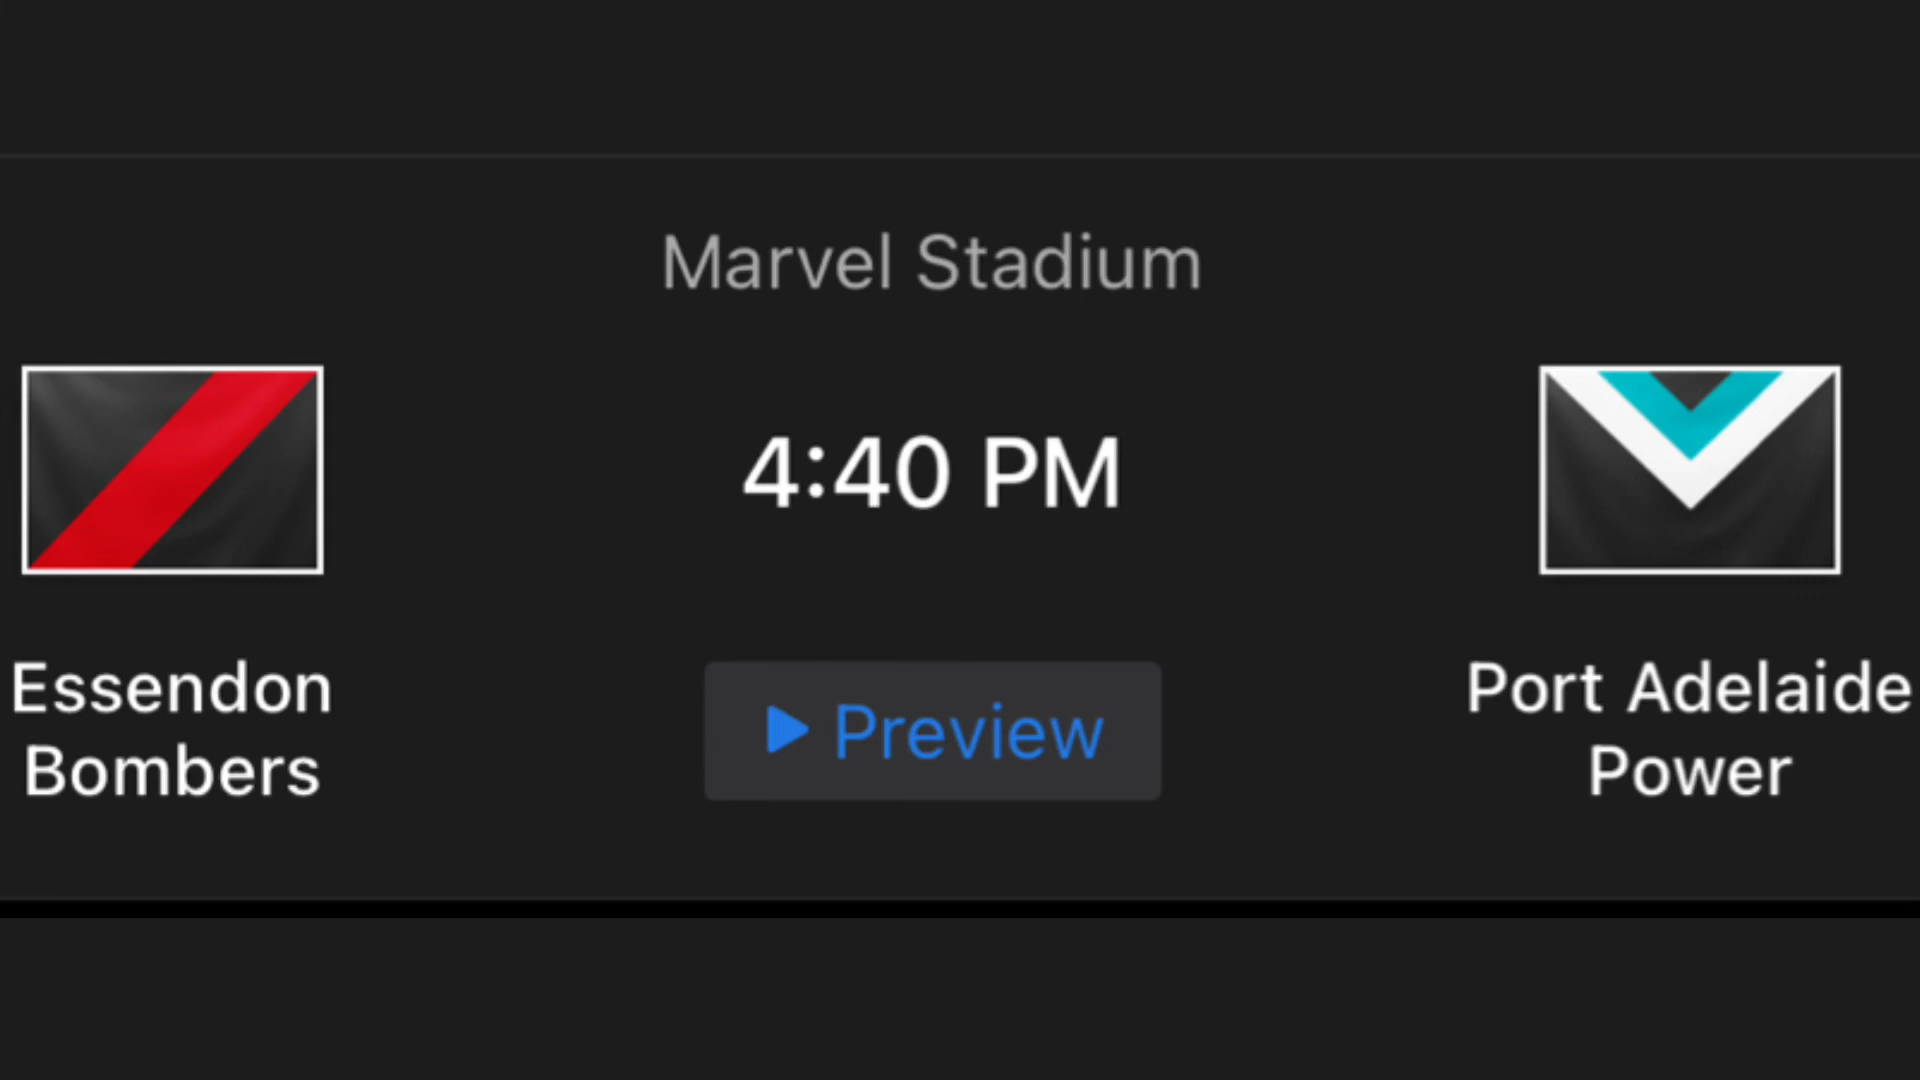 Marvel Stadium
4:40 PM
Essendon
Bombers
Preview
Port Adelaide
Power